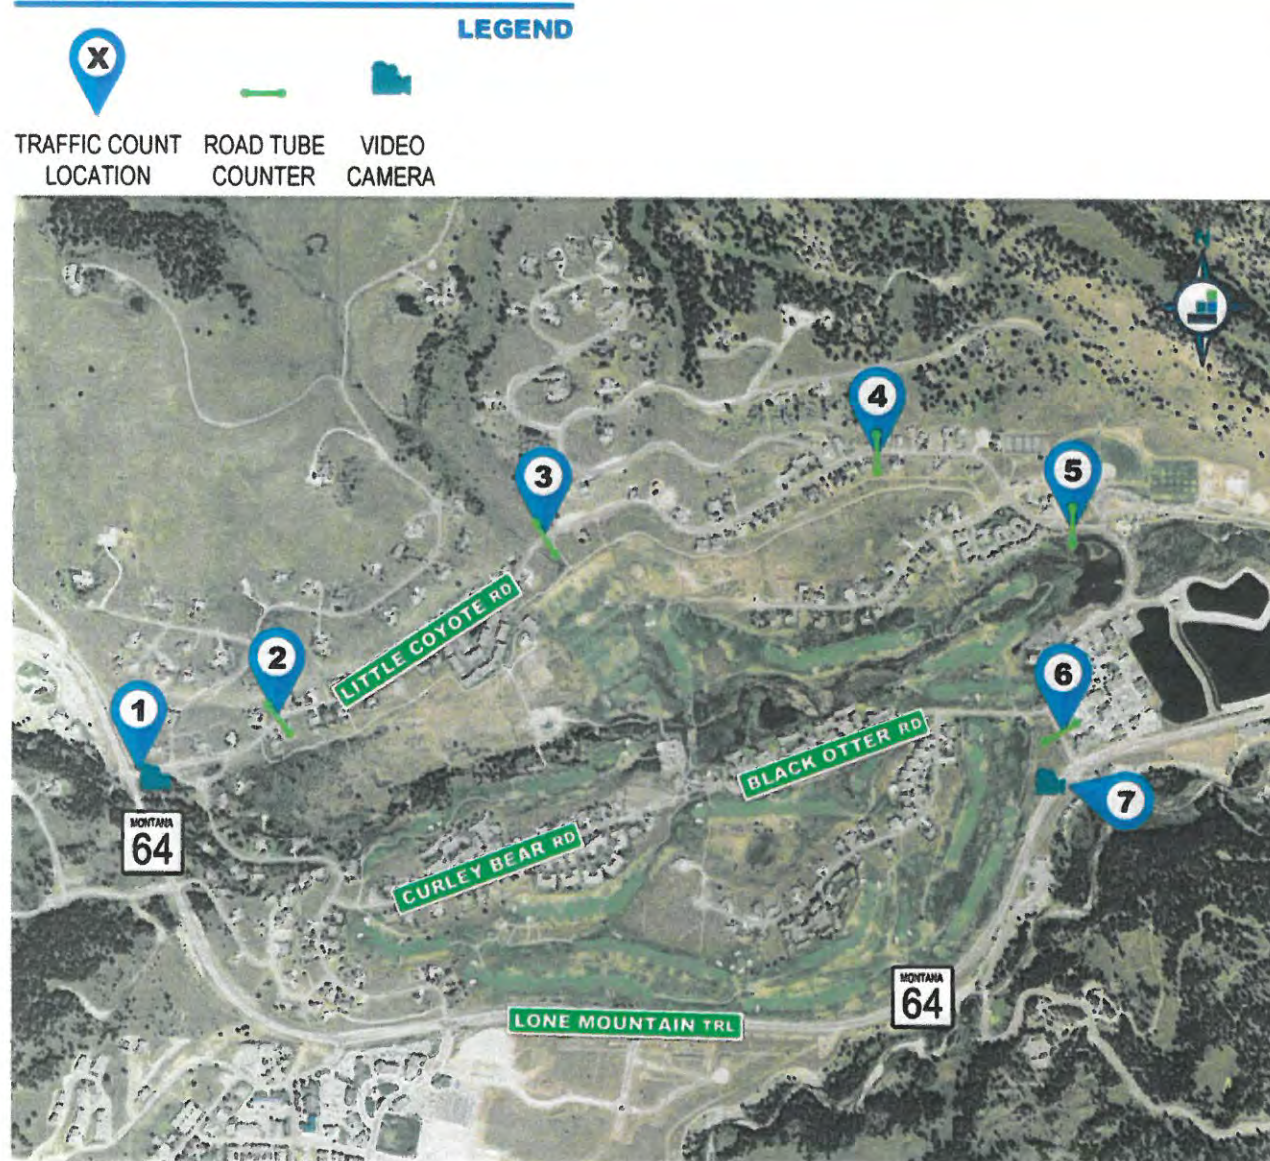 LEGEND
X
TRAFFIC COUNT
LOCATION
ROAD TUBE
COUNTER
VIDEO
CAMERA
N
4
3
5
LITTLE COYOTE RD
2
6
1
BLACK OTTER RD
7
MONTANA
64
CURLEY BEAR RD
MONTANA
64
LONE MOUNTAIN TRL